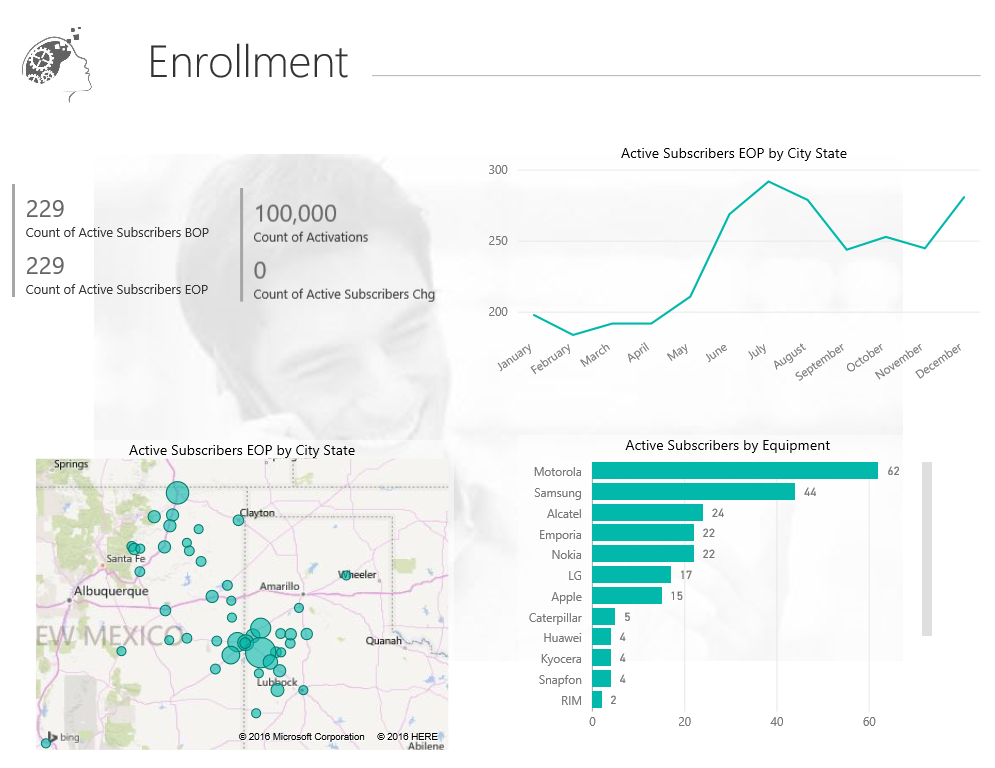 Enrollment
229
Count of Active Subscribers BOP
229
Count of Active Subscribers EOP
100,000
Count of Activations
0
Count of Active Subscribers Chg
Active Subscribers EOP by City State
300
250
200
January
February
March
April
May
June
July
August
September
October
November
December
Active Subscribers EOP by City State
Springs
Clayton
Santa Fe
Albuquerque
Amarillo
Wheeler
EW MEXICO
Quanah
Lubbock
bing
© 2016 Microsoft Corporation © 2016 HERE
Abilene
Active Subscribers by Equipment
Motorola 62
Samsung 44
Alcatel 24
Emporia 22
Nokia 22
LG 17
Apple 15
Caterpillar 5
Huawei 4
Kyocera 4
Snapfon 4
RIM 2
0 20 40 60